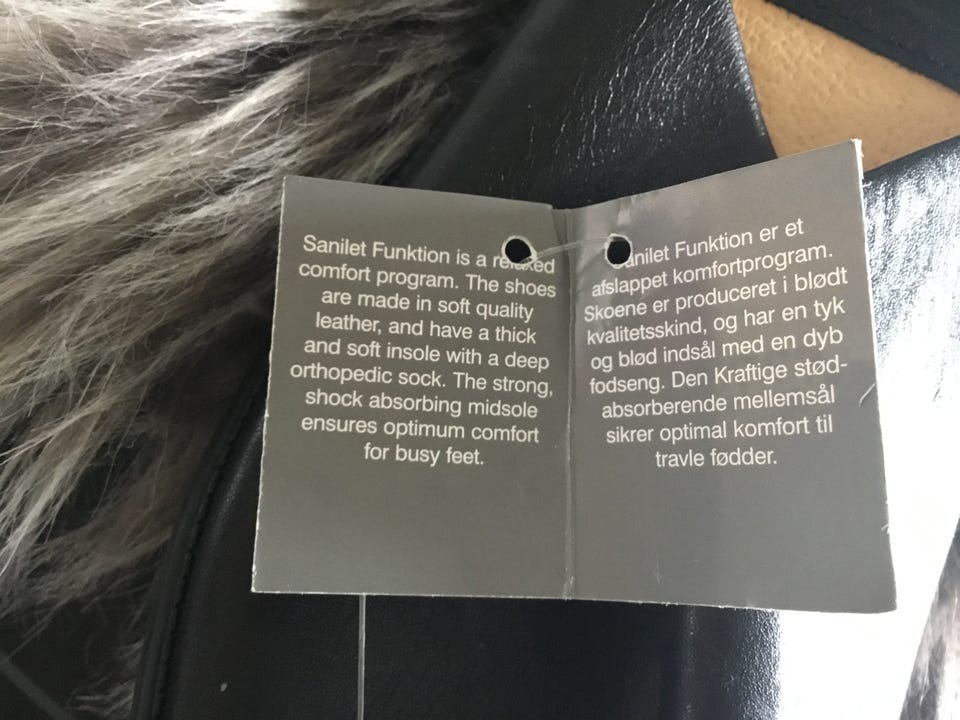 Sanilet Funktion is a relaxed
comfort program. The shoes
are made in soft quality
leather, and have a thick
and soft insole with a deep
orthopedic sock. The strong,
shock absorbing midsole
ensures optimum comfort
for busy feet.
Sanilet Funktion er et
afslappet komfortprogram.
Skoene er produceret i blødt
kvalitetsskind, og har en tyk
og blød indsål med en dyb
fodseng. Den Kraftige stød-
absorberende mellemsål
sikrer optimal komfort til
travle fødder.